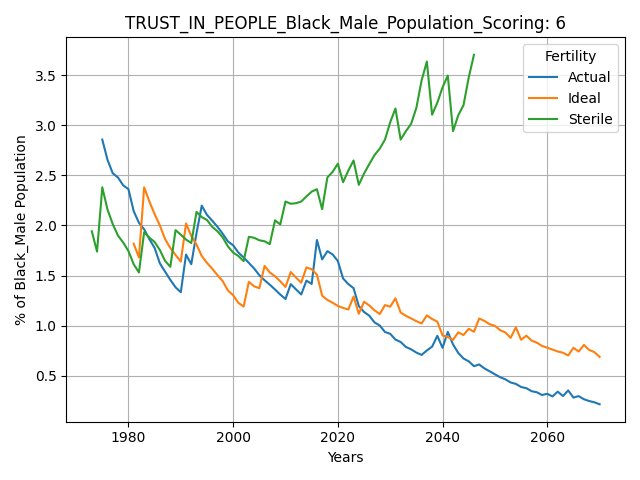 TRUST_IN_PEOPLE_Black_Male_Population_Scoring: 6
Fertility
Actual
Ideal
Sterile
% of Black_Male Population
3.5
3.0
2.5
2.0
1.5
1.0
0.5
1980 2000 2020 2040 2060
Years